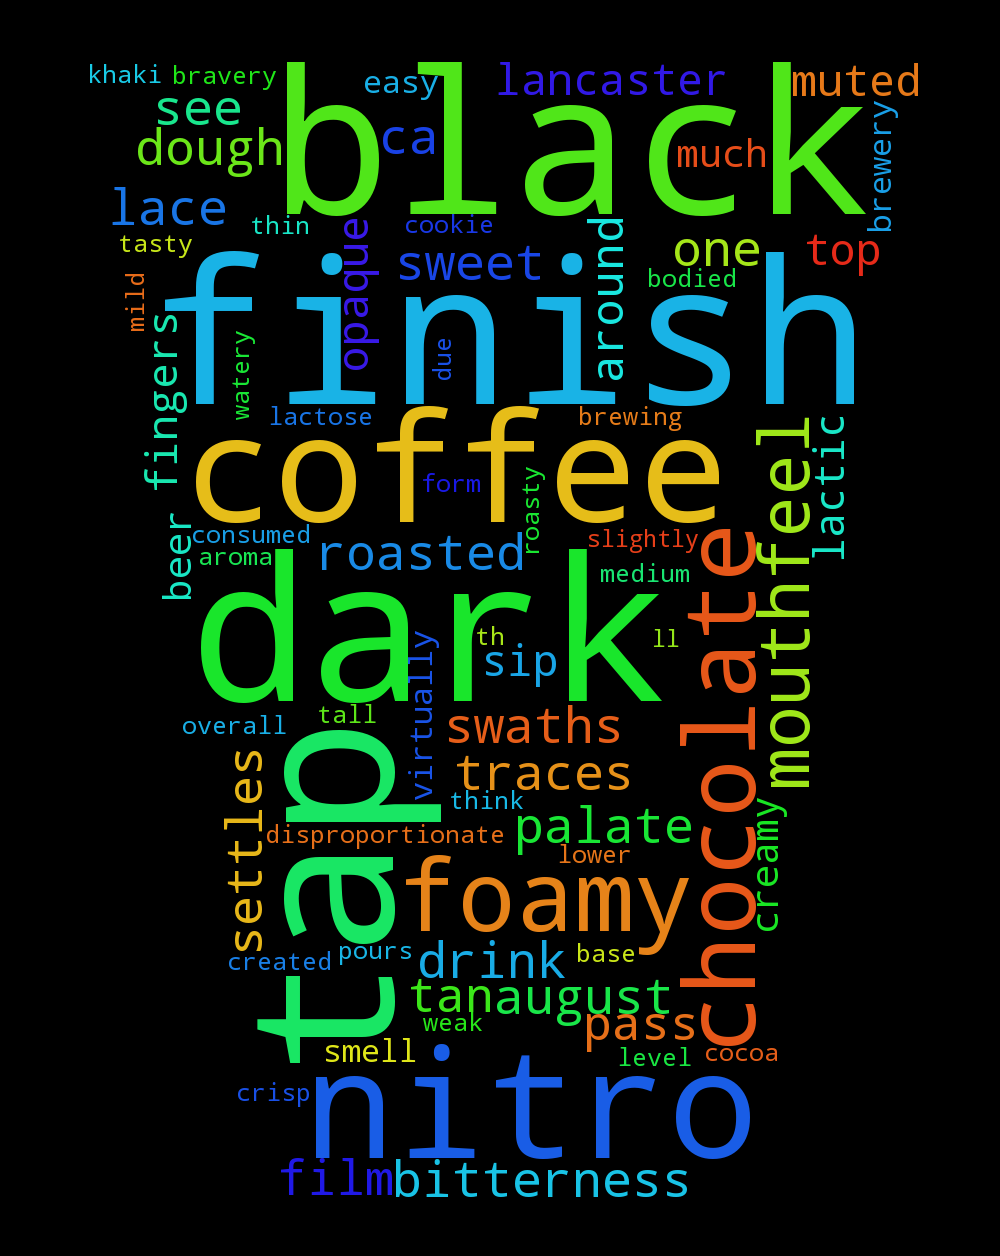 khaki
bravery
easy
lancaster
muted
black
see
ca
dough
much
brewery
lace
thin
cookie
tasty
opaque
sweet
around
one
top
bodied
mild
finish
fingers
watery
due
lactose
brewing
coffee
mouthfeel
lactic
form
roasty
beer
consumed
aroma
roasted
slightly
medium
chocolate
dark
th
sip
ll
virtually
tall
overall
swaths
tap
settles
traces
think
disproportionate
palate
creamy
lower
foamy
created
pours
drink
base
tan
august
weak
pass
smell
level
cocoa
nitro
crisp
film
bitterness